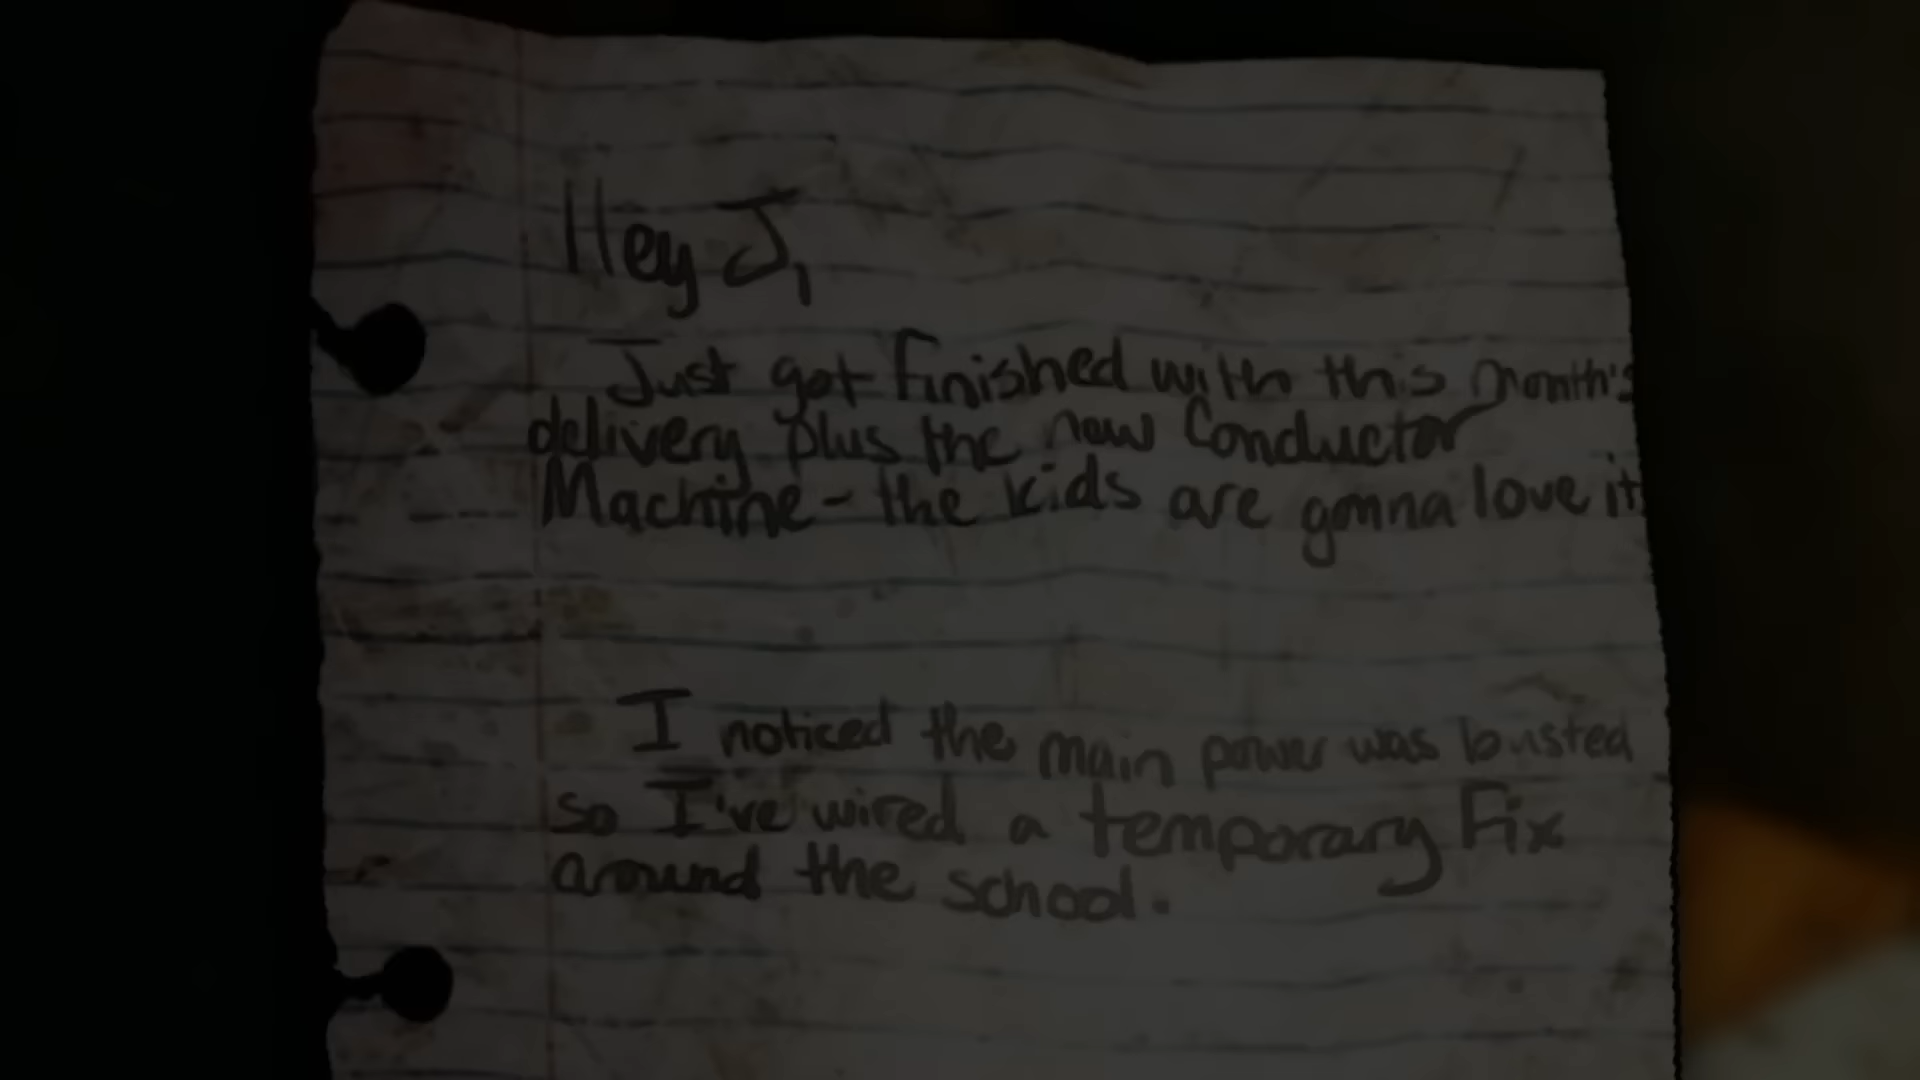 Hey J,
Just got finished with this month's
delivery plus the new Conductor
Machine - the kids are gonna love it
I noticed the main power was busted
so I've wired a temporary Fix
around the school.